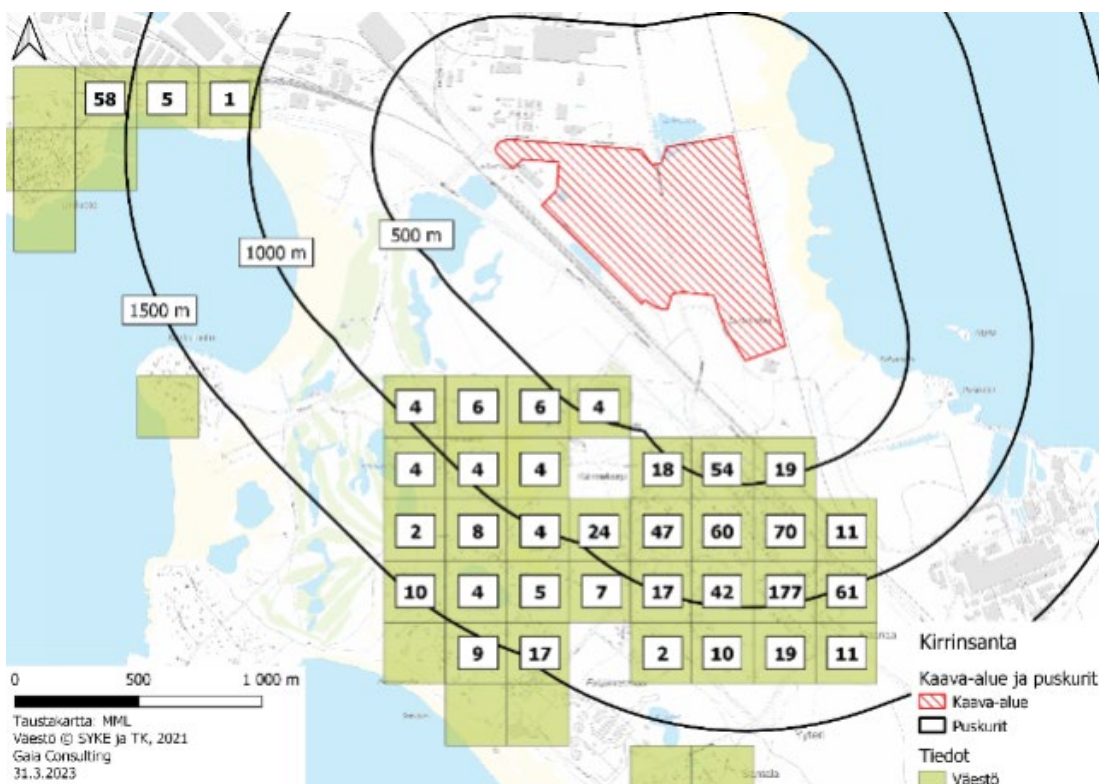 58 5 1
500 m
1000 m
1500 m
4 6 6 4
4 4 4 18 54 19
2 8 4 24 47 60 70 11
10 4 5 7 17 42 177 61
9 17 2 10 19 11
Yyteri
Kirrinsanta
Kaava-alue ja puskurit
Kaava-alue
Puskurit
Tiedot
Väestö
0 500 1 000 m
Taustakartta: MML
Väestö © SYKE ja TK, 2021
Gaia Consulting
31.3.2023